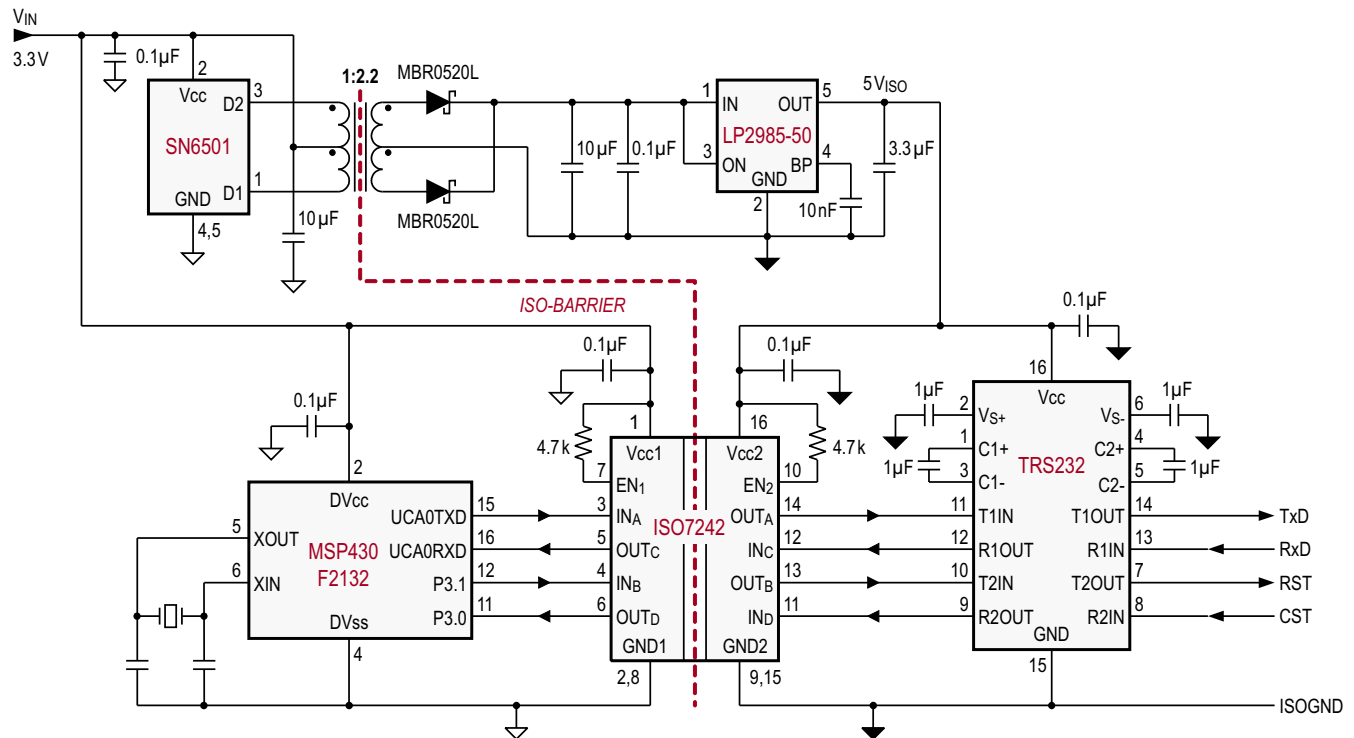 VIN
3.3V
0.1µF
2
Vcc
D2
3
SN6501
D1
1
GND
4,5
10µF
1:2.2
MBR0520L
MBR0520L
10µF
0.1µF
1
IN
OUT
5
LP2985-50
3
ON
BP
4
GND
2
10nF
5VISO
3.3µF
ISO-BARRIER
0.1µF
2
DVcc
5
XOUT
UCA0TXD
15
MSP430
F2132
UCA0RXD
16
6
XIN
P3.1
12
P3.0
11
DVss
4
0.1µF
4.7k
1
Vcc1
7
EN1
3
INA
5
OUTC
4
INB
6
OUTD
GND1
2,8
ISO7242
0.1µF
4.7k
16
Vcc2
10
EN2
14
OUTA
12
INC
13
OUTB
11
IND
GND2
9,15
0.1µF
16
Vcc
1µF
2
VS+
VS-
6
1µF
1
C1+
C2+
4
1µF
TRS232
1µF
3
C1-
C2-
5
11
T1IN
T1OUT
14
TxD
12
R1OUT
R1IN
13
RxD
10
T2IN
T2OUT
7
RST
9
R2OUT
R2IN
8
CST
GND
15
ISOGND